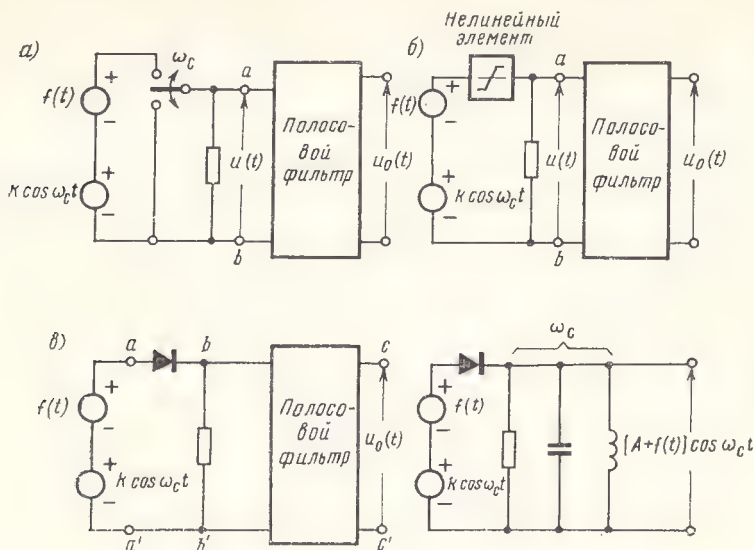 а)
ω_c
a
f(t)
k cos ω_c t
u(t)
b
Полосо-
вой
фильтр
u_0(t)
б)
Нелинейный
элемент
a
f(t)
k cos ω_c t
u(t)
b
Полосо-
вой
фильтр
u_0(t)
в)
a
b
c
f(t)
k cos ω_c t
Полосо-
вой
фильтр
u_0(t)
a'
b'
c'
ω_c
f(t)
k cos ω_c t
[A+f(t)] cos ω_c t